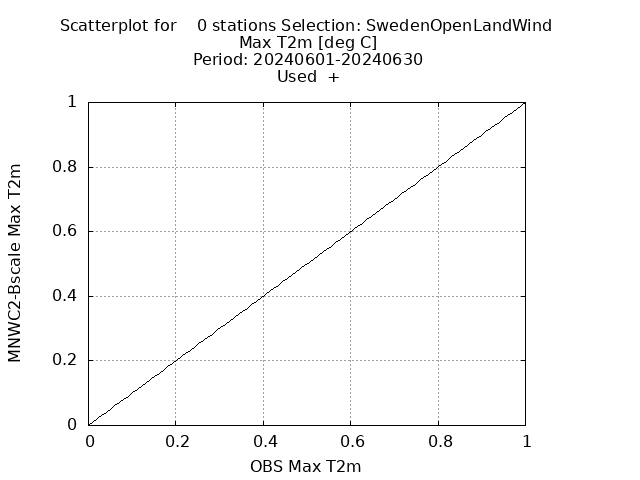 Scatterplot for    0 stations Selection: SwedenOpenLandWind
Max T2m [deg C]
Period: 20240601-20240630
Used  +
1
0.8
0.6
0.4
0.2
0
MNWC2-Bscale Max T2m
0
0.2
0.4
0.6
0.8
1
OBS Max T2m